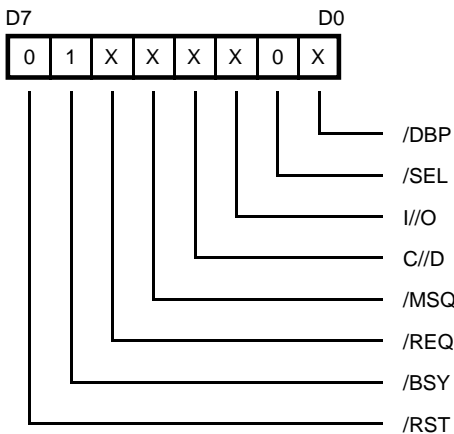 D7 D0
0 1 X X X X 0 X
/DBP
/SEL
I//O
C//D
/MSQ
/REQ
/BSY
/RST